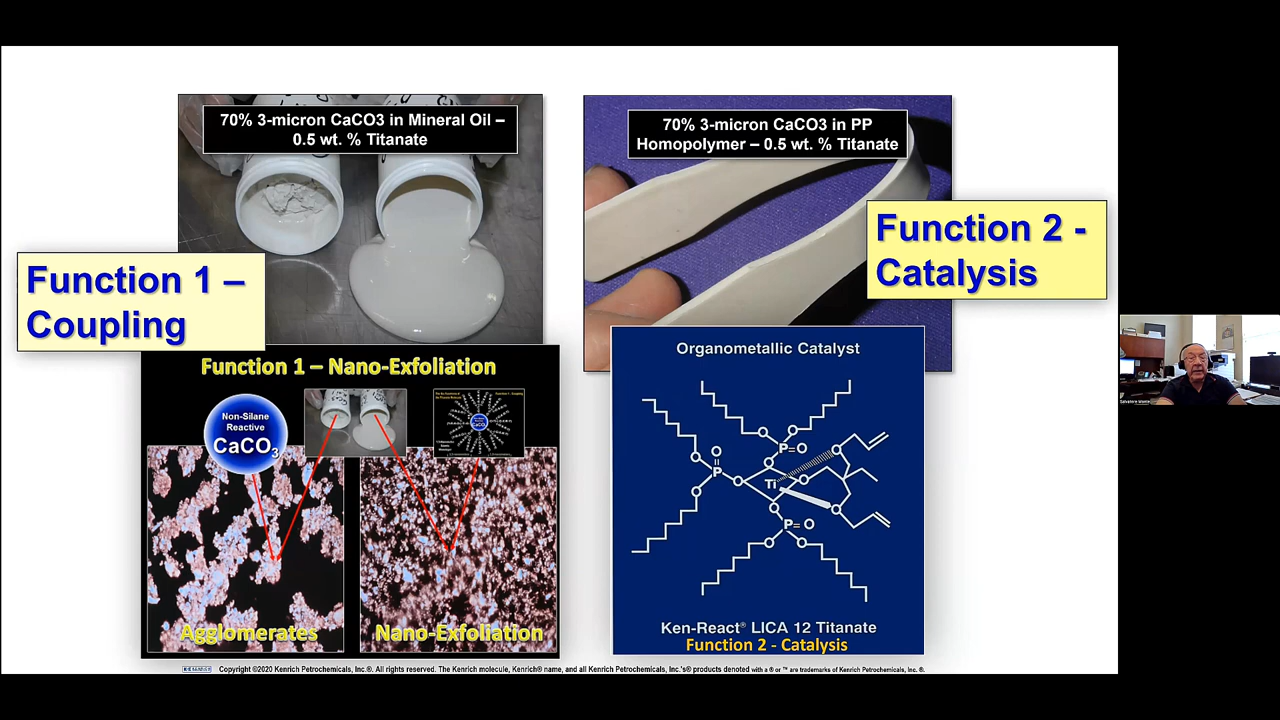 70% 3-micron CaCO3 in Mineral Oil –
0.5 wt. % Titanate
Function 1 –
Coupling
Function 1 – Nano-Exfoliation
Non-Silane
Reactive
CaCO3
Function 1 - Coupling
Agglomerates
Nano-Exfoliation
70% 3-micron CaCO3 in PP
Homopolymer – 0.5 wt. % Titanate
Function 2 -
Catalysis
Organometallic Catalyst
O
P
O
O
O
O
P=O
O
Ti
O
O
O
O
P=O
O
O
Ken-React® LICA 12 Titanate
Function 2 - Catalysis
Copyright ©2020 Kenrich Petrochemicals, Inc.®. All rights reserved. The Kenrich molecule, Kenrich® name, and all Kenrich Petrochemicals, Inc.'s® products denoted with a ® or ™ are trademarks of Kenrich Petrochemicals, Inc. ®.
Salvatore